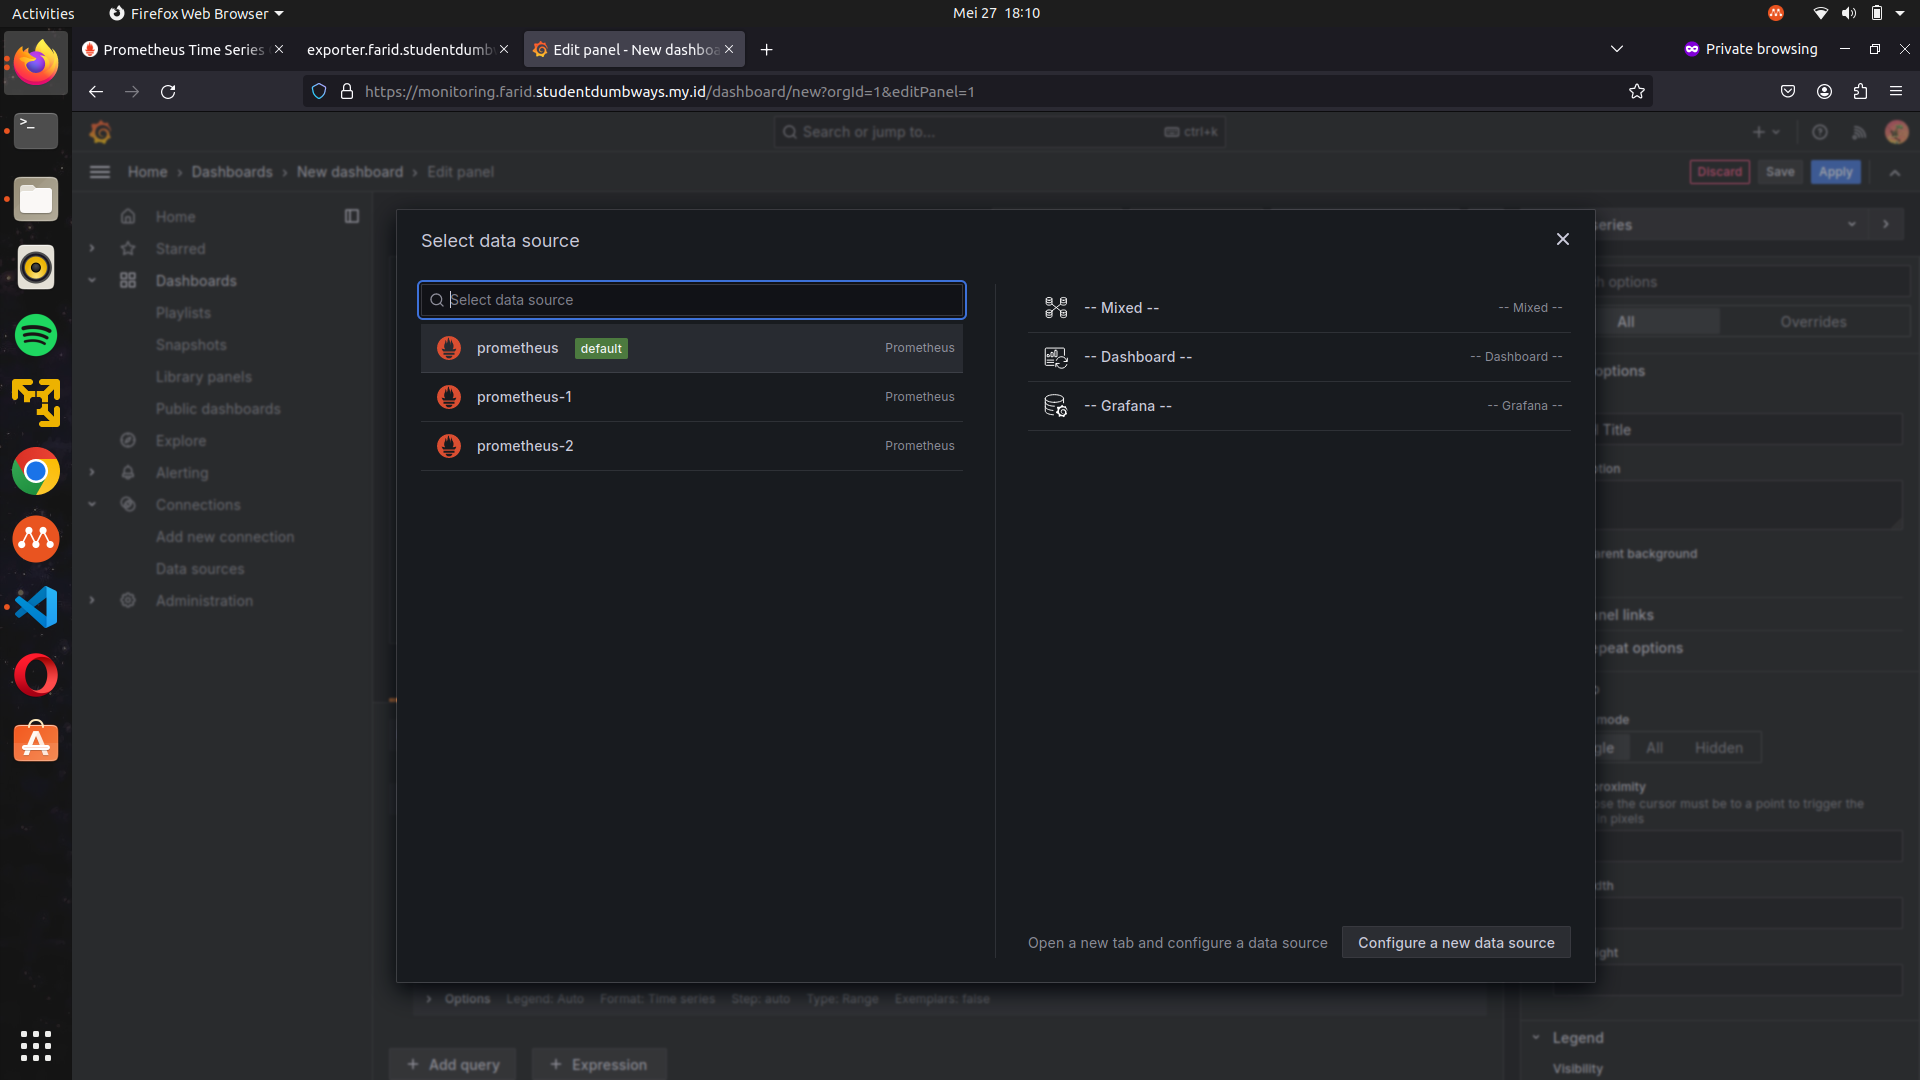 Activities
Firefox Web Browser
Mei 27 18:10
Prometheus Time Series
exporter.farid.studentdumb
Edit panel - New dashboa
Private browsing
https://monitoring.farid.studentdumbways.my.id/dashboard/new?orgId=1&editPanel=1
Search or jump to...
ctrl+k
Home
Dashboards
New dashboard
Edit panel
Discard
Save
Apply
Home
Starred
Dashboards
Playlists
Snapshots
Library panels
Public dashboards
Explore
Alerting
Connections
Add new connection
Data sources
Administration
Select data source
Select data source
prometheus default Prometheus
prometheus-1 Prometheus
prometheus-2 Prometheus
-- Mixed -- -- Mixed --
-- Dashboard -- -- Dashboard --
-- Grafana -- -- Grafana --
Open a new tab and configure a data source
Configure a new data source
eries
h options
All
Overrides
options
Title
ption
arent background
nel links
peat options
mode
gle
All
Hidden
proximity
ose the cursor must be to a point to trigger the
in pixels
dth
ight
Options
Legend: Auto
Format: Time series
Step: auto
Type: Range
Exemplars: false
+ Add query
+ Expression
Legend
Visibility